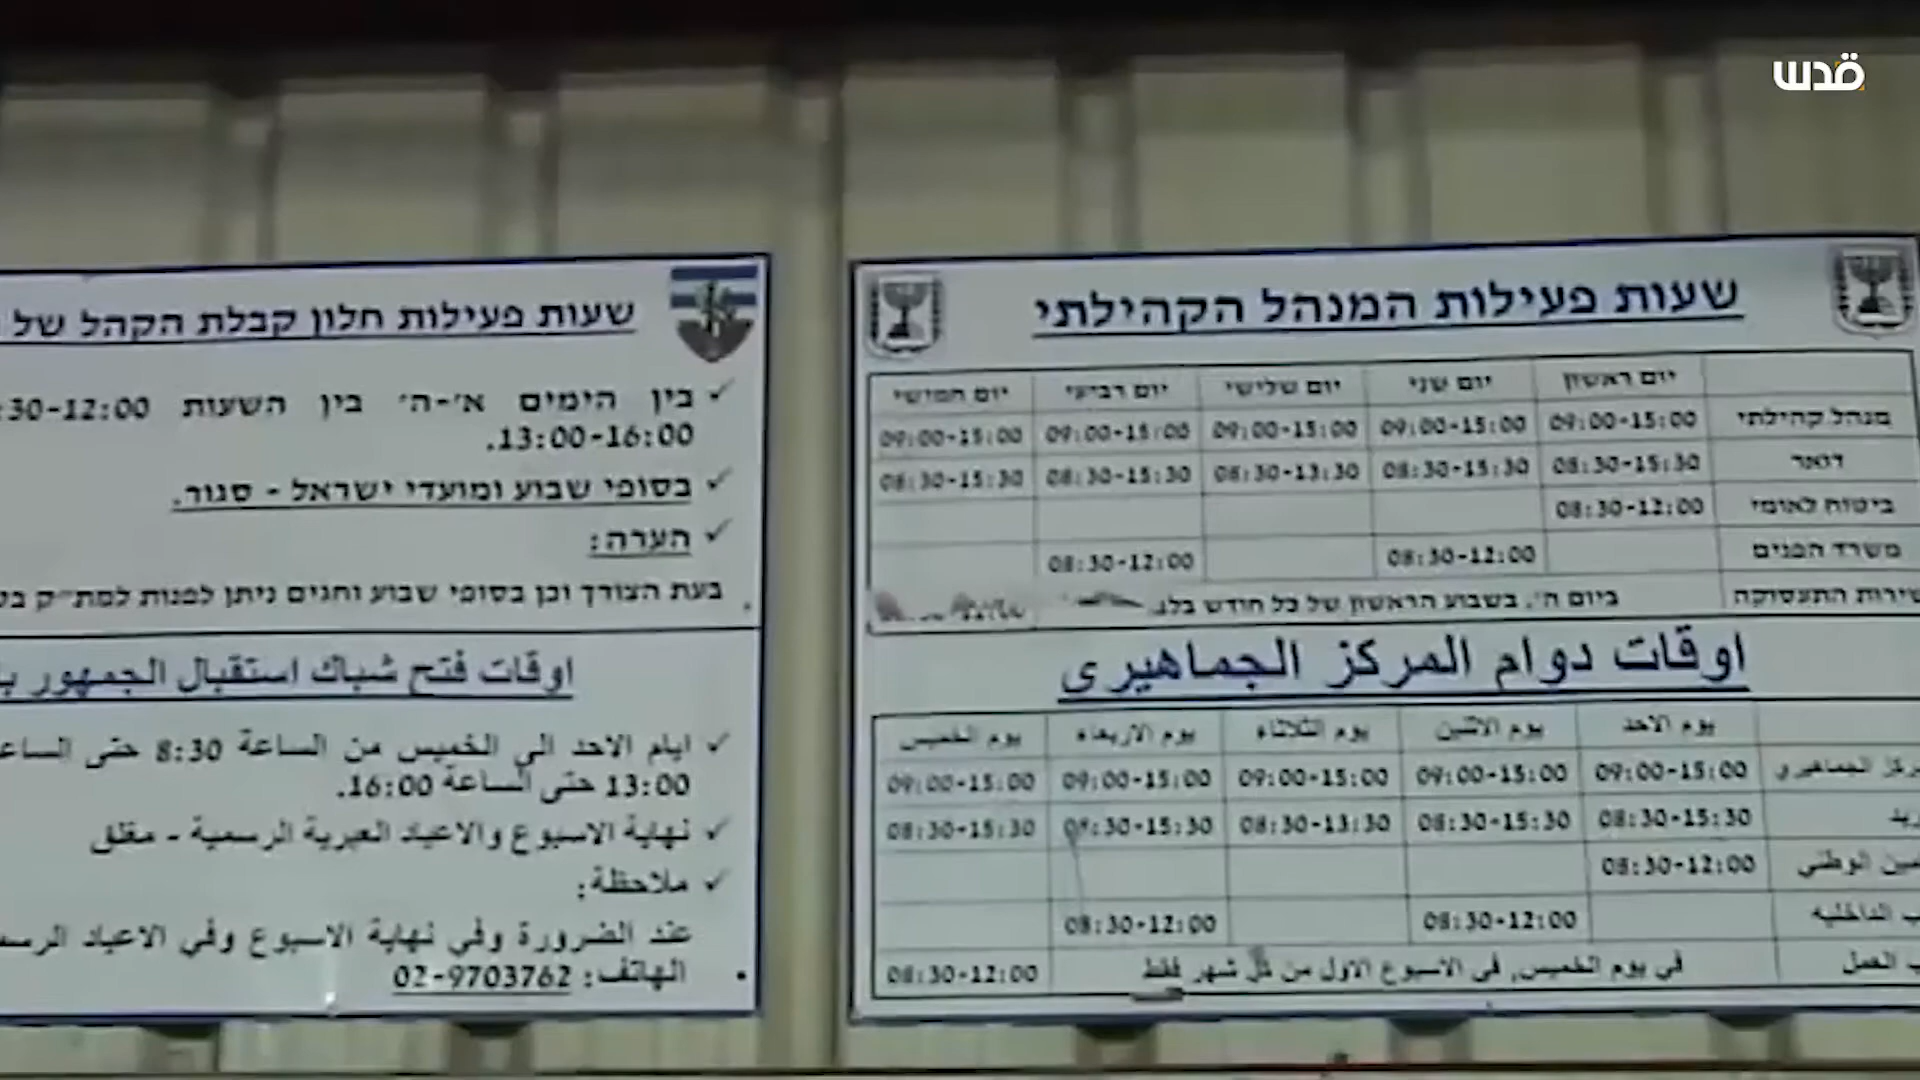 قدس
שעות פעילות המנהל הקהילתי
יום ראשון יום שני יום שלישי יום רביעי יום חמישי
מנהל קהילתי 09:00-15:00 09:00-15:00 09:00-15:00 09:00-15:00 09:00-15:00
דואר 08:30-15:30 08:30-15:30 08:30-13:30 08:30-15:30 08:30-15:30
ביטוח לאומי 08:30-12:00
משרד הפנים 08:30-12:00 08:30-12:00
שירות התעסוקה ביום ה', בשבוע הראשון של כל חודש
اوقات دوام المركز الجماهيري
يوم الاحد يوم الاثنين يوم الثلاثاء يوم الاربعاء يوم الخميس
الجماهيري 09:00-15:00 09:00-15:00 09:00-15:00 09:00-15:00 09:00-15:00
08:30-15:30 08:30-15:30 08:30-13:30 08:30-15:30 08:30-15:30
الوطني 08:30-12:00
الداخليه 08:30-12:00 08:30-12:00
العمل في يوم الخميس, في الاسبوع الاول من كل شهر فقط 08:30-12:00
שעות פעילות חלון קבלת הקהל של
בין הימים א'-ה' בין השעות :30-12:00
13:00-16:00.
בסופי שבוע ומועדי ישראל - סגור.
הערה:
בעת הצורך וכן בסופי שבוע וחגים ניתן לפנות למת"ק
اوقات فتح شباك استقبال الجمهور
ايام الاحد الى الخميس من الساعة 8:30 حتى
13:00 حتى الساعة 16:00.
نهاية الاسبوع والاعياد العبرية الرسمية - مغلق
ملاحظة:
عند الضرورة وفي نهاية الاسبوع وفي الاعياد
الهاتف: 02-9703762